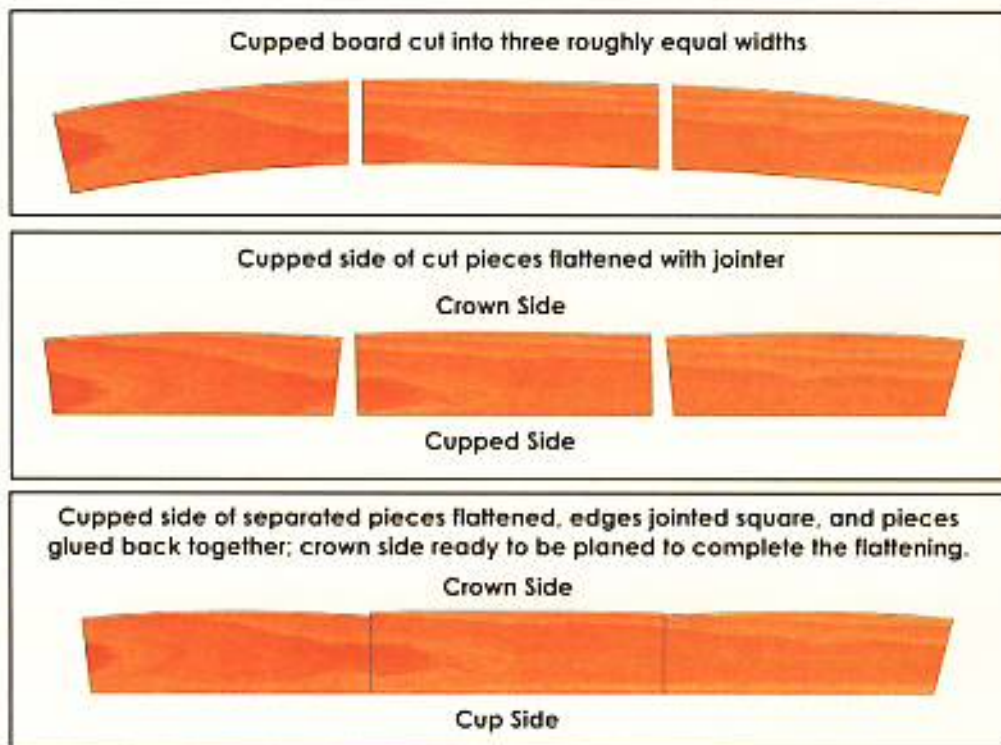 Cupped board cut into three roughly equal widths
Cupped side of cut pieces flattened with jointer
Crown Side
Cupped Side
Cupped side of separated pieces flattened, edges jointed square, and pieces
glued back together; crown side ready to be planed to complete the flattening.
Crown Side
Cup Side